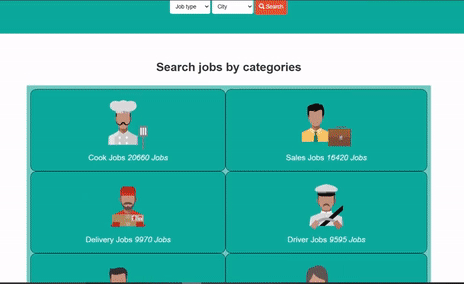 Job type City Search
Search jobs by categories
Cook Jobs 20660 Jobs Sales Jobs 16420 Jobs
Delivery Jobs 9970 Jobs Driver Jobs 9595 Jobs